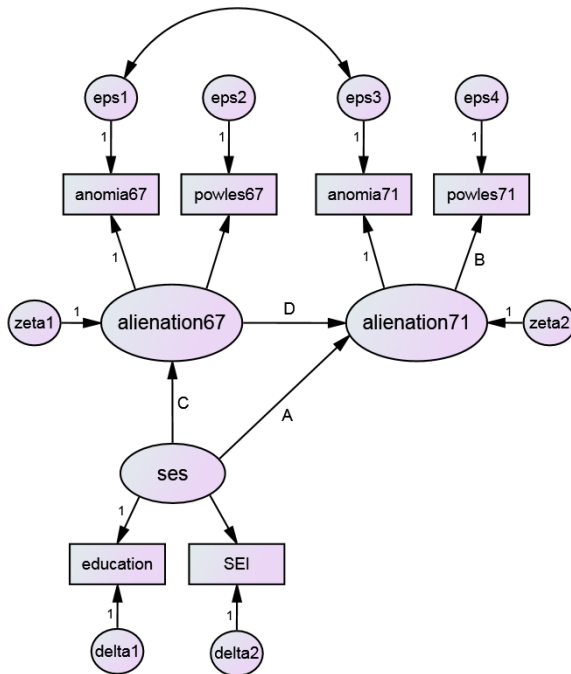 eps1
eps2
eps3
eps4
1
1
1
1
anomia67
powles67
anomia71
powles71
1
1
B
zeta1
1
alienation67
D
alienation71
1
zeta2
C
A
ses
1
education
SEI
1
1
delta1
delta2